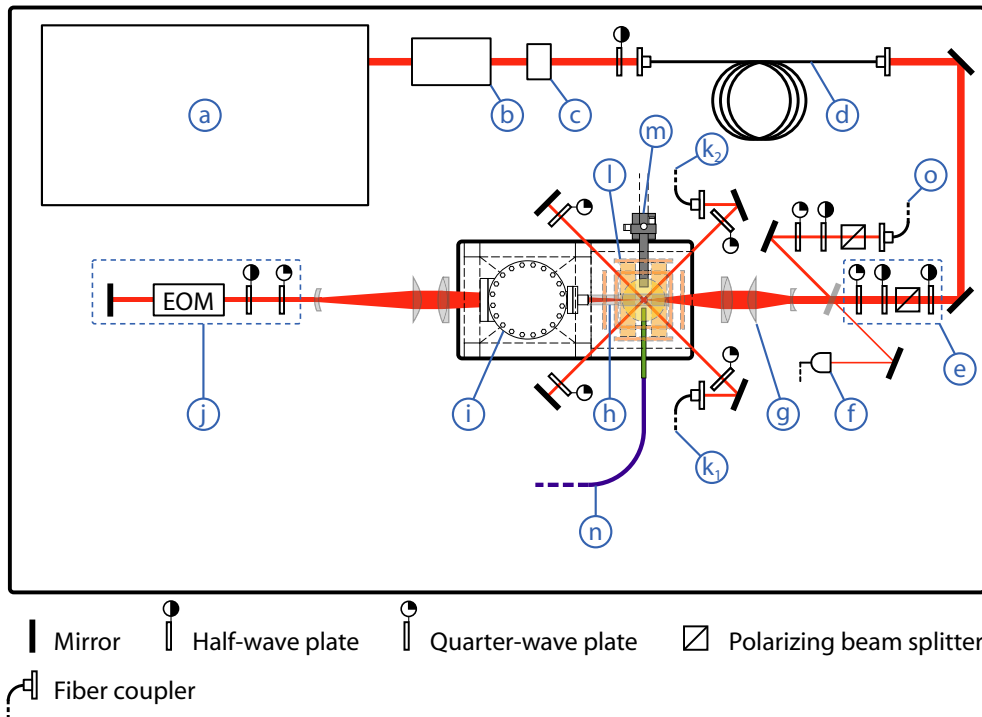 a
b
c
d
m
k2
l
o
EOM
j
i
h
g
f
e
k1
n
Mirror
Half-wave plate
Quarter-wave plate
Polarizing beam splitter
Fiber coupler